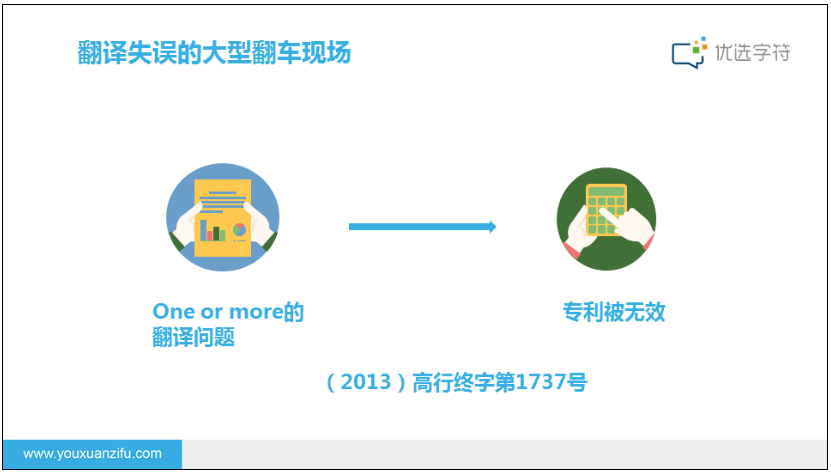 翻译失误的大型翻车现场
优选字符
One or more的
翻译问题
专利被无效
（2013）高行终字第1737号
www.youxuanzifu.com